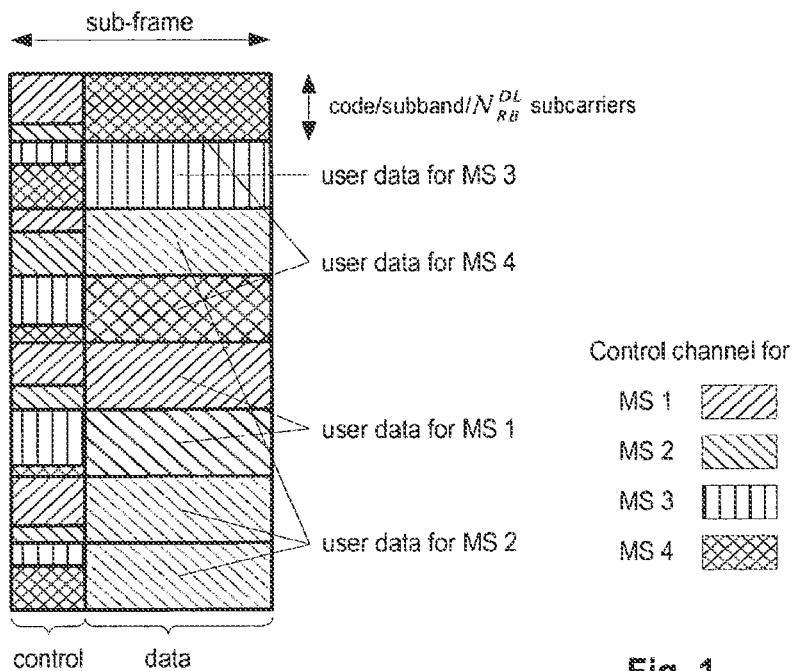 sub-frame
code/subband/N_{RB}^{DL} subcarriers
user data for MS 3
user data for MS 4
Control channel for
MS 1
user data for MS 1
MS 2
MS 3
user data for MS 2
MS 4
control data
Fig. 1